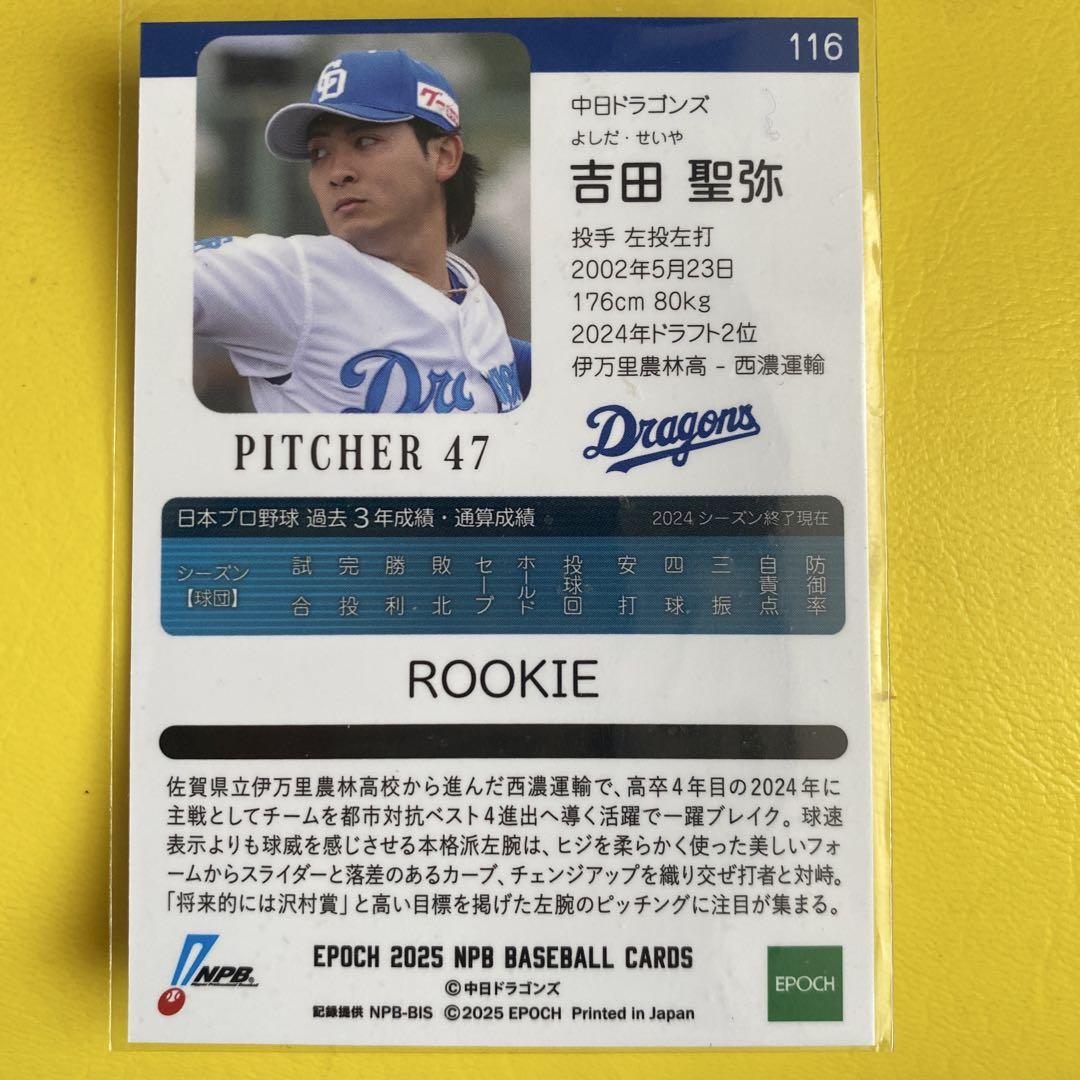 116
中日ドラゴンズ
よしだ・せいや
吉田 聖弥
投手 左投左打
2002年5月23日
176cm 80kg
2024年ドラフト2位
伊万里農林高 - 西濃運輸
Dragons
PITCHER 47
日本プロ野球 過去3年成績・通算成績
2024 シーズン終了現在
シーズン【球団】 試合 完投 勝利 敗北 セーブ ホールド 投球回 安打 四球 三振 自責点 防御率
ROOKIE
佐賀県立伊万里農林高校から進んだ西濃運輸で、高卒4年目の2024年に
主戦としてチームを都市対抗ベスト4進出へ導く活躍で一躍ブレイク。球速
表示よりも球威を感じさせる本格派左腕は、ヒジを柔らかく使った美しいフォ
ームからスライダーと落差のあるカーブ、チェンジアップを織り交ぜ打者と対峙。
「将来的には沢村賞」と高い目標を掲げた左腕のピッチングに注目が集まる。
NPB
EPOCH 2025 NPB BASEBALL CARDS
©中日ドラゴンズ
記録提供 NPB-BIS ©2025 EPOCH Printed in Japan
EPOCH